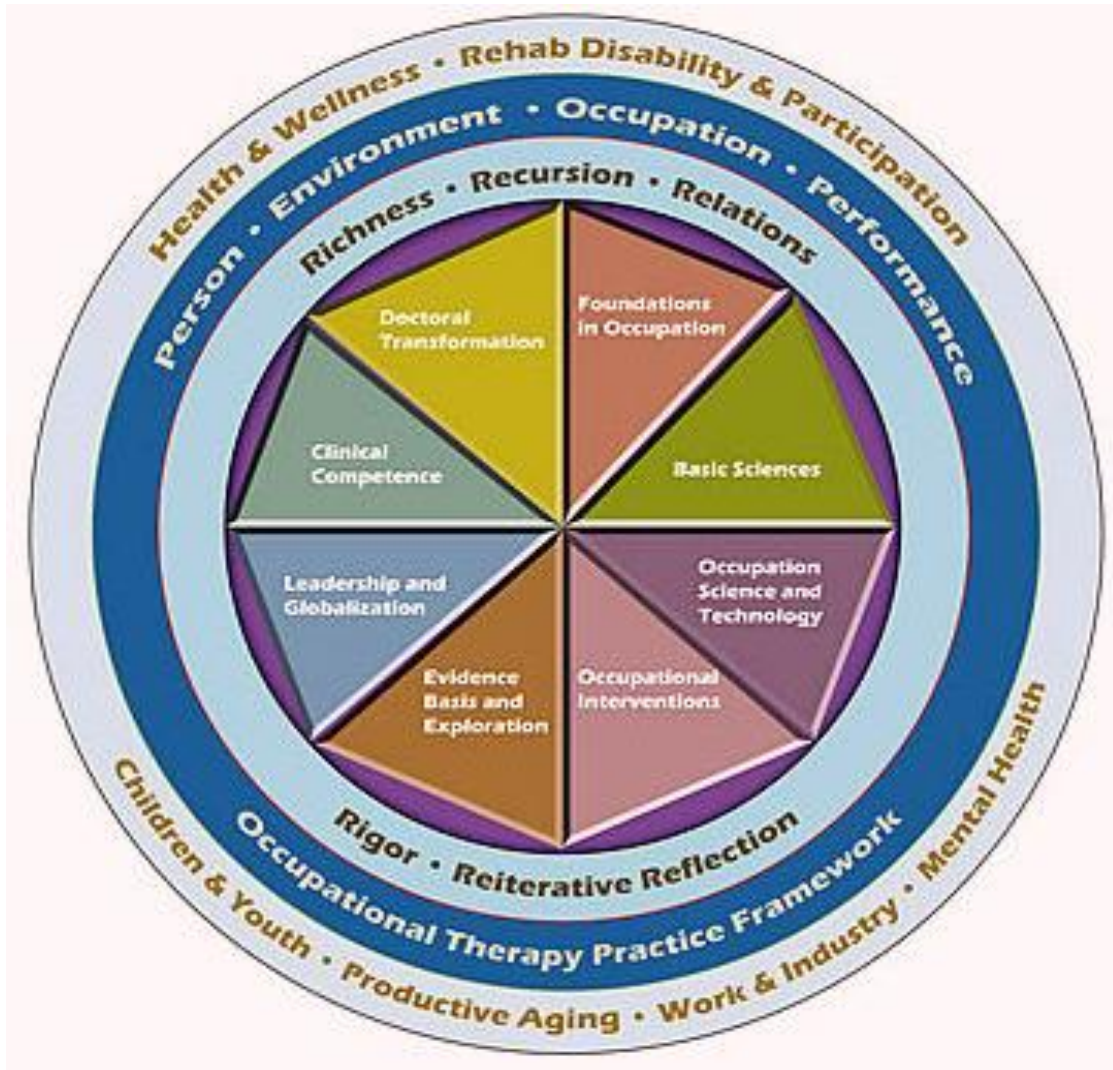 Health & Wellness • Rehab Disability & Participation
Person • Environment • Occupation • Performance
Richness • Recursion • Relations
Doctoral
Transformation
Foundations
in Occupation
Clinical
Competence
Basic Sciences
Leadership and
Globalization
Occupation
Science and
Technology
Evidence
Basis and
Exploration
Occupational
Interventions
Rigor • Reiterative Reflection
Occupational Therapy Practice Framework
Children & Youth • Productive Aging • Work & Industry • Mental Health